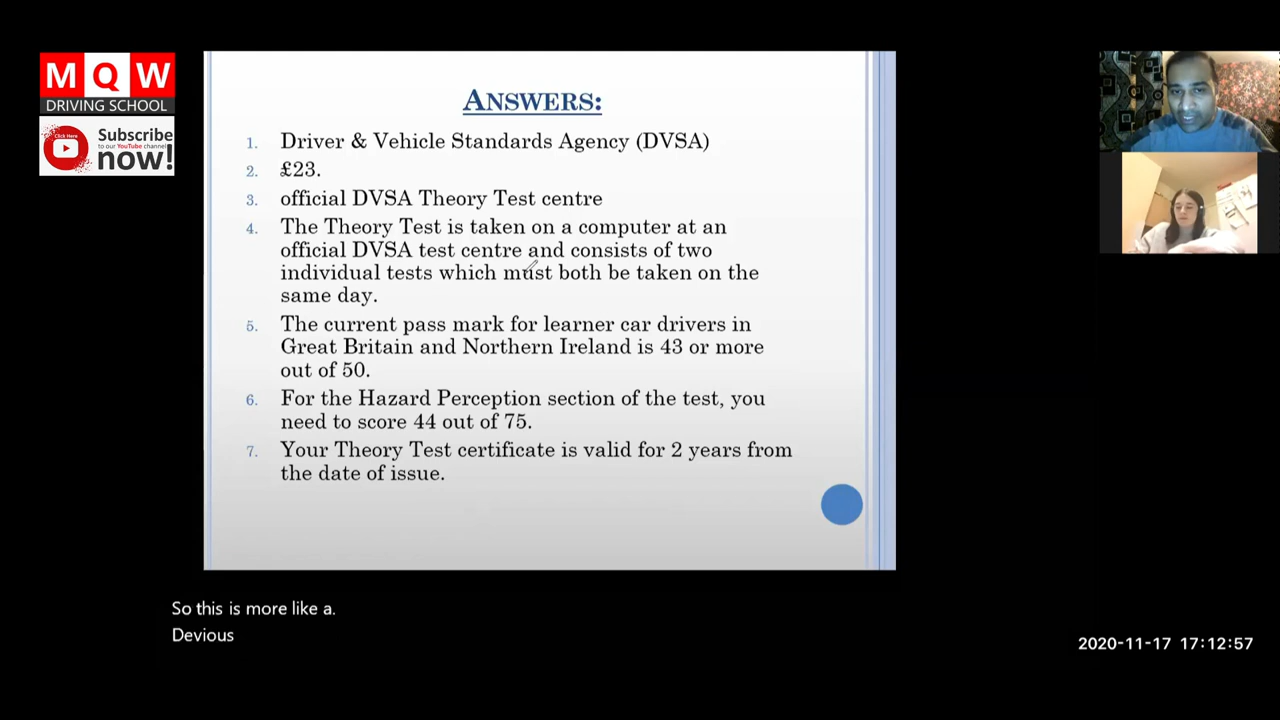 M Q W
DRIVING SCHOOL
Click Here
Subscribe
to our YouTube channel
now!
ANSWERS:
1. Driver & Vehicle Standards Agency (DVSA)
2. £23.
3. official DVSA Theory Test centre
4. The Theory Test is taken on a computer at an
official DVSA test centre and consists of two
individual tests which must both be taken on the
same day.
5. The current pass mark for learner car drivers in
Great Britain and Northern Ireland is 43 or more
out of 50.
6. For the Hazard Perception section of the test, you
need to score 44 out of 75.
7. Your Theory Test certificate is valid for 2 years from
the date of issue.
So this is more like a.
Devious
2020-11-17 17:12:57